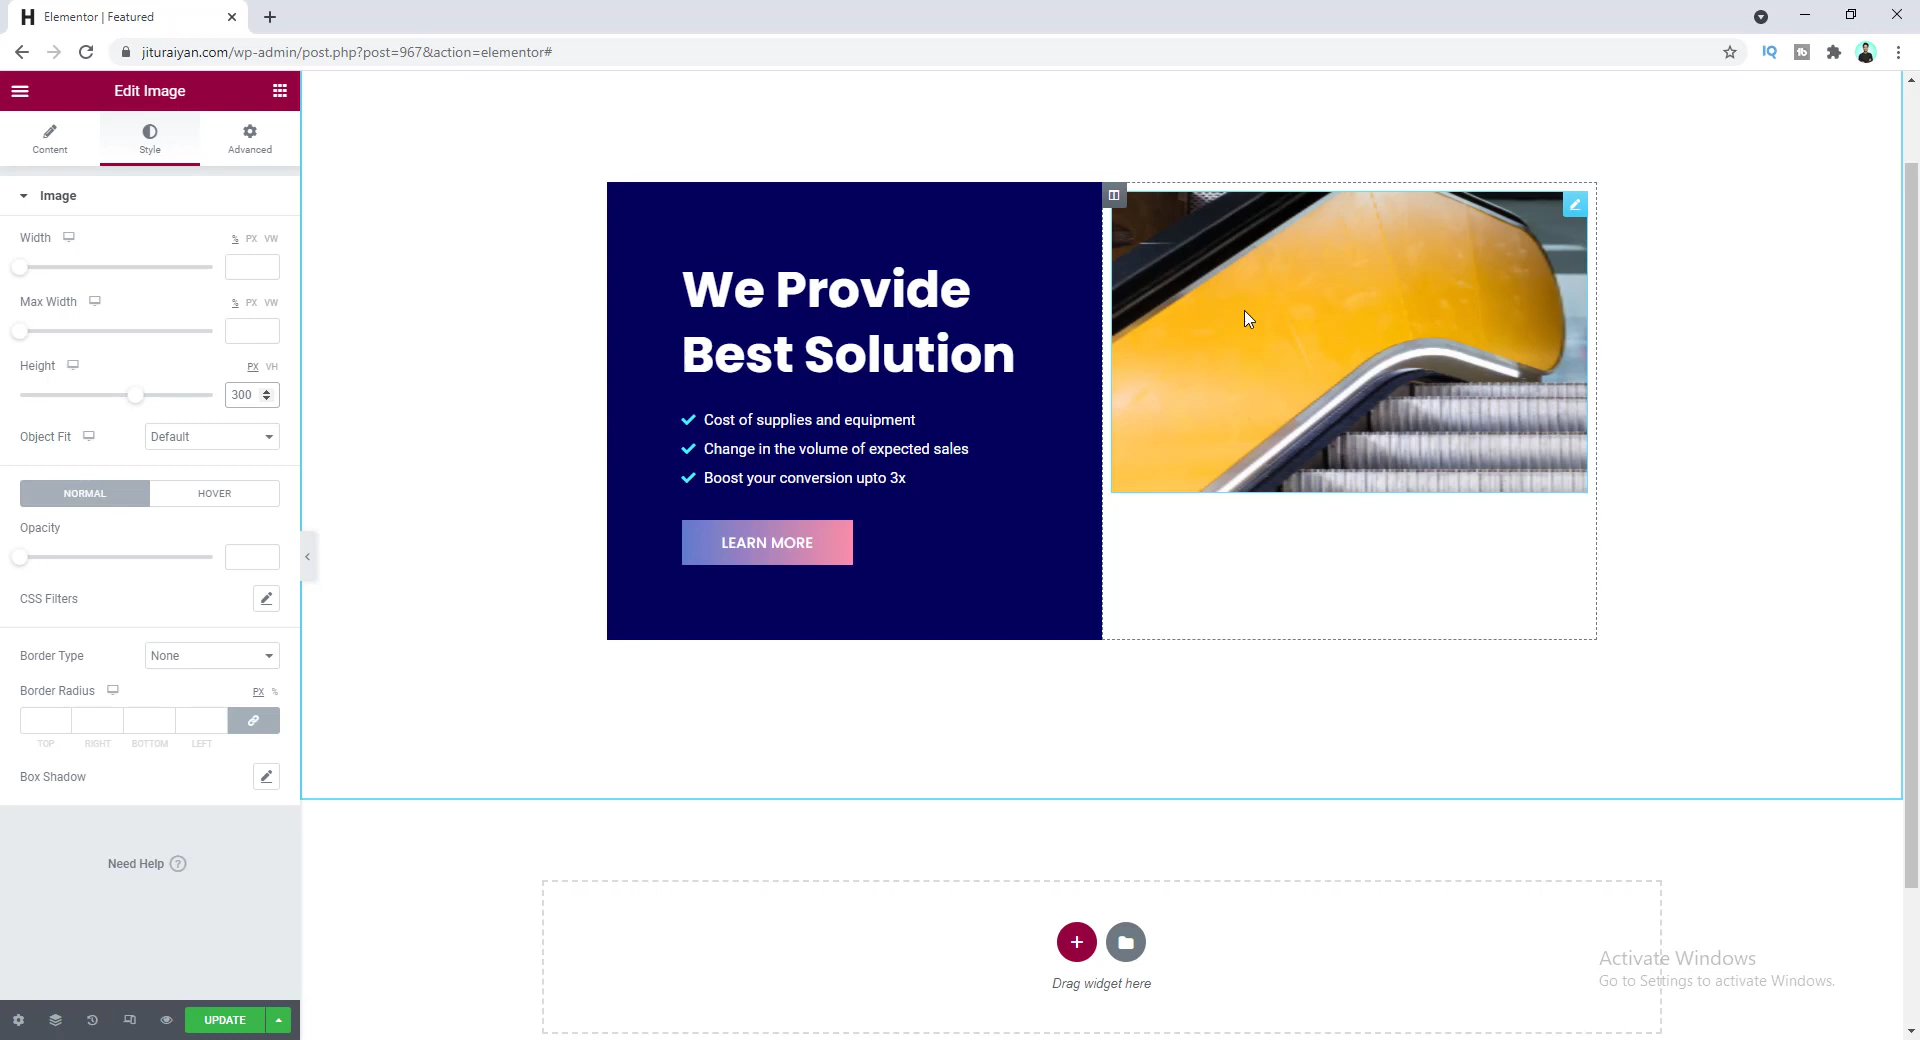 Elementor | Featured
jituraiyan.com/wp-admin/post.php?post=967&action=elementor#
IQ
tb
Edit Image
Content
Style
Advanced
Image
Width
% PX VW
Max Width
% PX VW
Height
PX VH
300
Object Fit
Default
NORMAL
HOVER
Opacity
CSS Filters
Border Type
None
Border Radius
PX %
TOP RIGHT BOTTOM LEFT
Box Shadow
Need Help ?
UPDATE
We Provide
Best Solution
Cost of supplies and equipment
Change in the volume of expected sales
Boost your conversion upto 3x
LEARN MORE
Drag widget here
Activate Windows
Go to Settings to activate Windows.